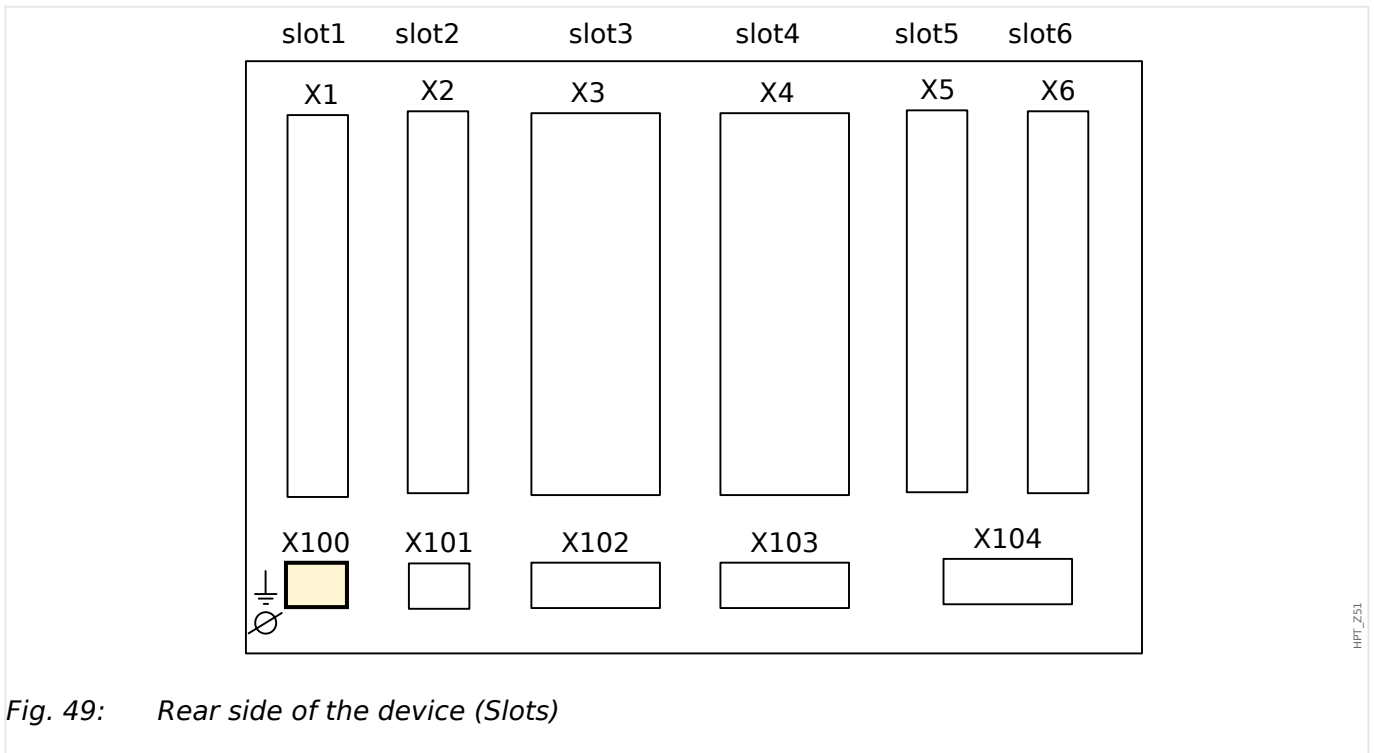 slot1 slot2 slot3 slot4 slot5 slot6
X1 X2 X3 X4 X5 X6
X100 X101 X102 X103 X104
HPT_Z51
Fig. 49: Rear side of the device (Slots)